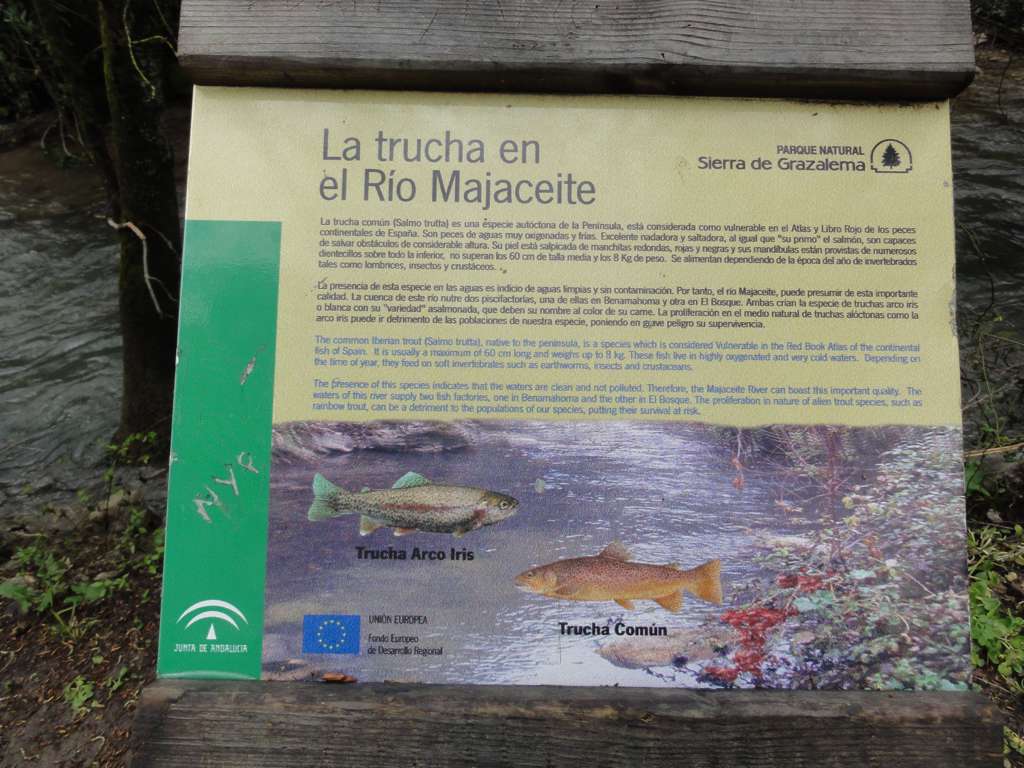 La trucha en
el Río Majaceite
PARQUE NATURAL
Sierra de Grazalema
La trucha común (Salmo trutta) es una especie autóctona de la Península, está considerada como vulnerable en el Atlas y Libro Rojo de los peces
continentales de España. Son peces de aguas muy oxigenadas y frías. Excelente nadadora y saltadora, al igual que "su primo" el salmón, son capaces
de salvar obstáculos de considerable altura. Su piel está salpicada de manchitas redondas, rojas y negras y sus mandíbulas están provistas de numerosos
dientecillos sobre todo la inferior, no superan los 60 cm de talla media y los 8 Kg de peso. Se alimentan dependiendo de la época del año de invertebrados
tales como lombrices, insectos y crustáceos.
La presencia de esta especie en las aguas es indicio de aguas limpias y sin contaminación. Por tanto, el río Majaceite, puede presumir de esta importante
calidad. La cuenca de este río nutre dos piscifactorías, una de ellas en Benamahoma y otra en El Bosque. Ambas crían la especie de truchas arco iris
o blanca con su "variedad" asalmonada, que deben su nombre al color de su carne. La proliferación en el medio natural de truchas alóctonas como la
arco iris puede ir detrimento de las poblaciones de nuestra especie, poniendo en grave peligro su supervivencia.
The common Iberian trout (Salmo trutta), native to the peninsula, is a species which is considered Vulnerable in the Red Book Atlas of the continental
fish of Spain. It is usually a maximum of 60 cm long and weighs up to 8 kg. These fish live in highly oxygenated and very cold waters. Depending on
the time of year, they feed on soft invertebrates such as earthworms, insects and crustaceans.
The presence of this species indicates that the waters are clean and not polluted. Therefore, the Majaceite River can boast this important quality. The
waters of this river supply two fish factories, one in Benamahoma and the other in El Bosque. The proliferation in nature of alien trout species, such as
rainbow trout, can be a detriment to the populations of our species, putting their survival at risk.
Trucha Arco Iris
Trucha Común
UNIÓN EUROPEA
Fondo Europeo
de Desarrollo Regional
JUNTA DE ANDALUCIA